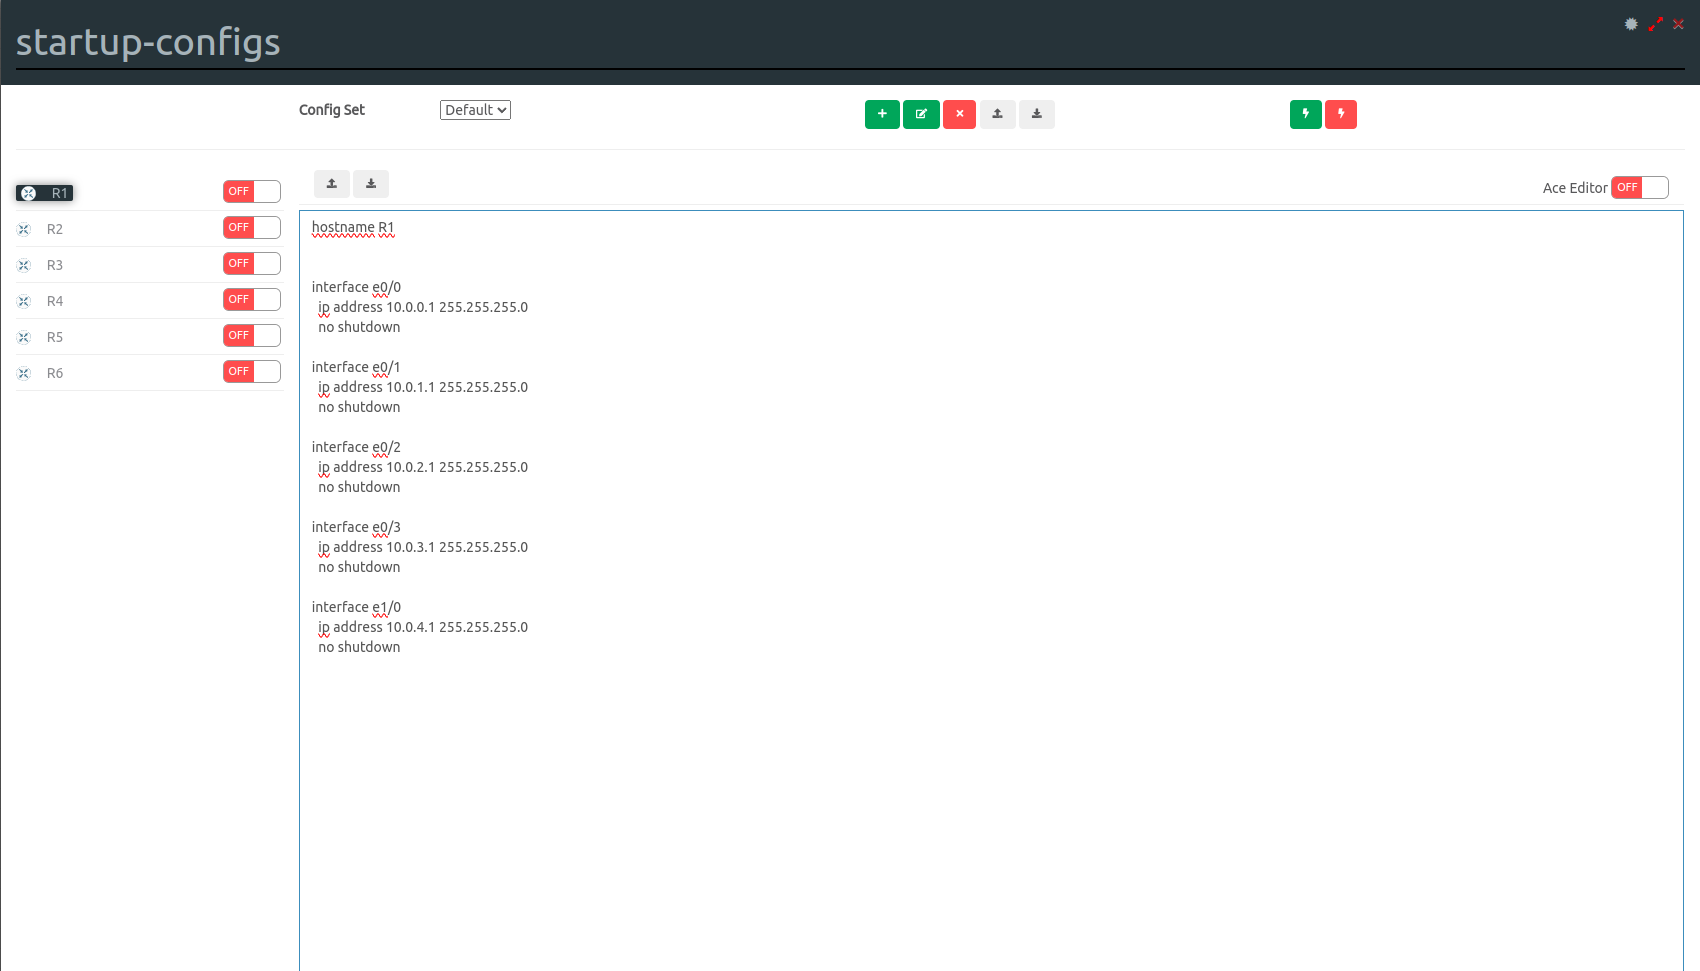 startup-configs
Config Set Default
R1 OFF
R2 OFF
R3 OFF
R4 OFF
R5 OFF
R6 OFF
Ace Editor OFF
hostname R1
interface e0/0
ip address 10.0.0.1 255.255.255.0
no shutdown
interface e0/1
ip address 10.0.1.1 255.255.255.0
no shutdown
interface e0/2
ip address 10.0.2.1 255.255.255.0
no shutdown
interface e0/3
ip address 10.0.3.1 255.255.255.0
no shutdown
interface e1/0
ip address 10.0.4.1 255.255.255.0
no shutdown